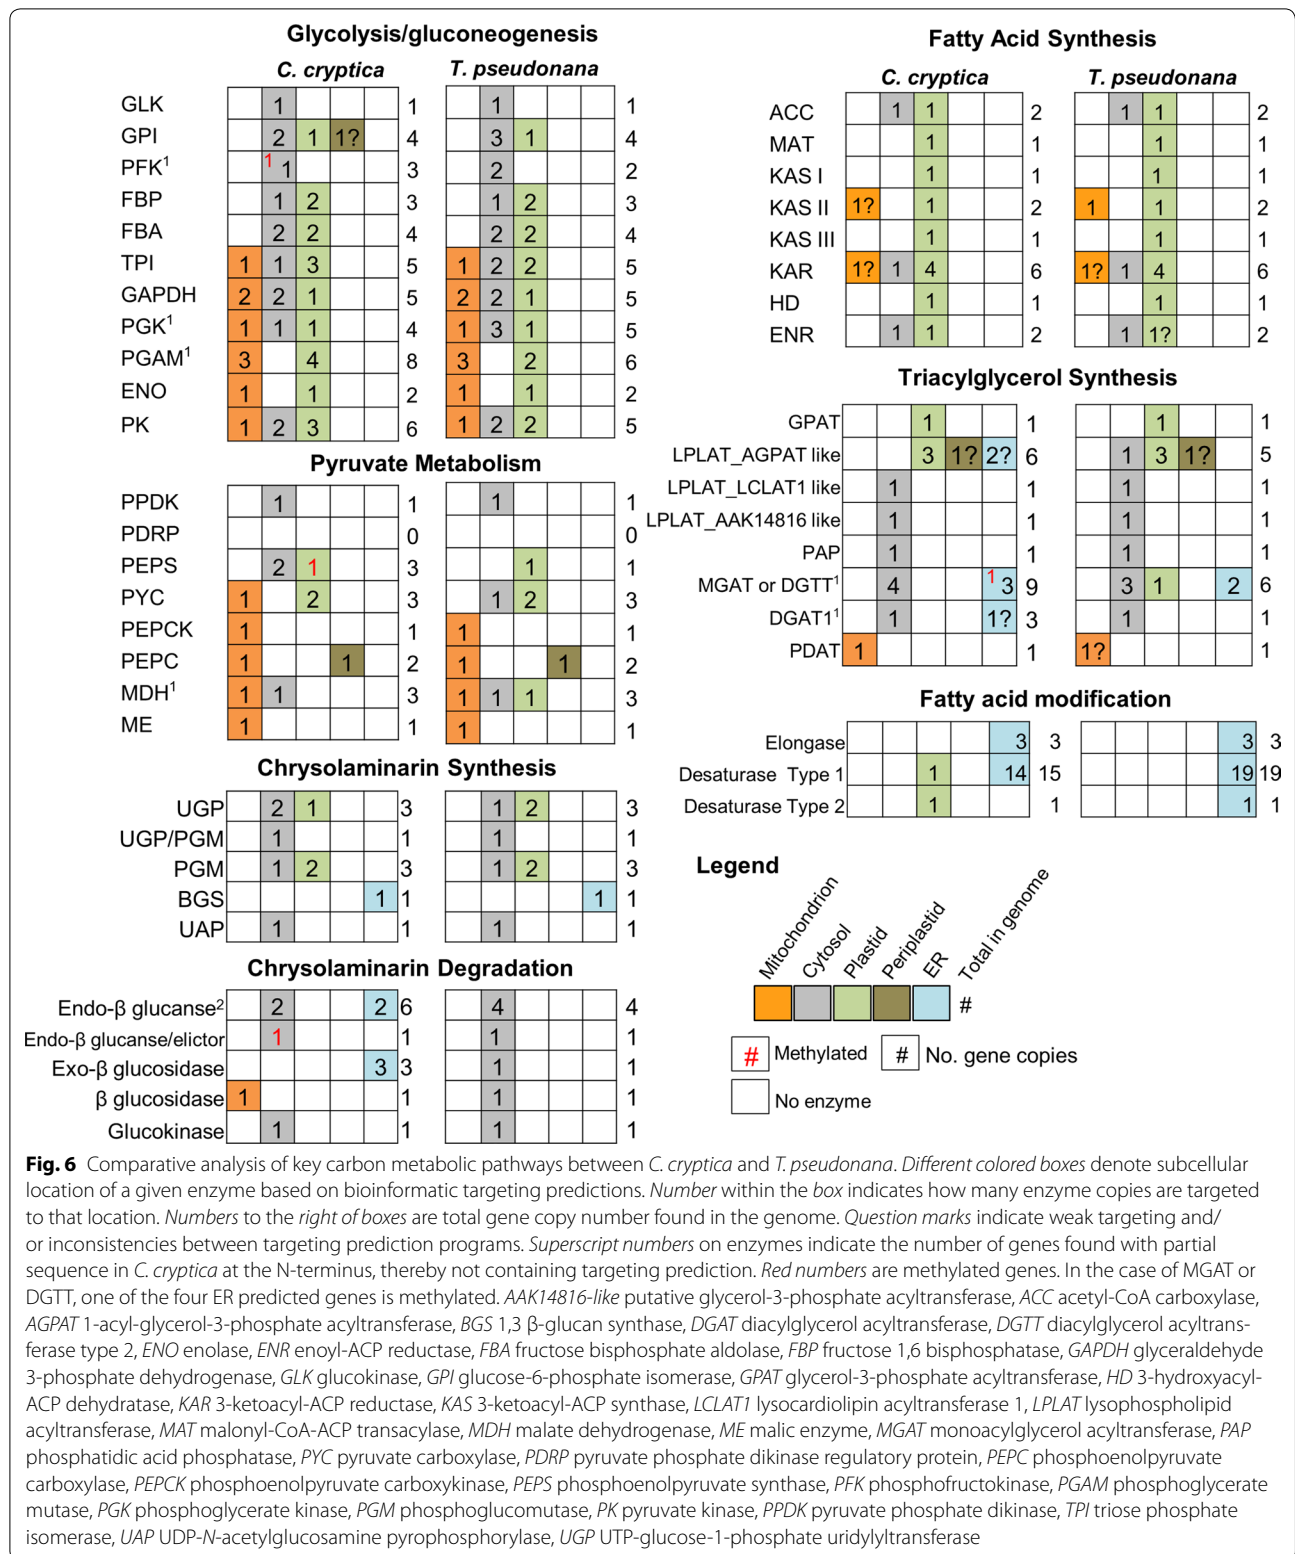 Glycolysis/gluconeogenesis
C. cryptica T. pseudonana
GLK 1 1 1 1
GPI 2 1 1? 4 3 1 4
PFK¹ 1 1 3 2 2
FBP 1 2 3 1 2 3
FBA 2 2 4 2 2 4
TPI 1 1 3 5 1 2 2 5
GAPDH 2 2 1 5 2 2 1 5
PGK¹ 1 1 1 4 1 3 1 5
PGAM¹ 3 4 8 3 2 6
ENO 1 1 2 1 1 2
PK 1 2 3 6 1 2 2 5
Pyruvate Metabolism
PPDK 1 1 1 1
PDRP 0 0
PEPS 2 1 3 1 1
PYC 1 2 3 1 2 3
PEPCK 1 1 1 1
PEPC 1 1 2 1 1 2
MDH¹ 1 1 3 1 1 1 3
ME 1 1 1 1
Chrysolaminarin Synthesis
UGP 2 1 3 1 2 3
UGP/PGM 1 1 1 1
PGM 1 2 3 1 2 3
BGS 1 1 1 1
UAP 1 1 1 1
Chrysolaminarin Degradation
Endo-β glucanse² 2 2 6 4 4
Endo-β glucanse/elictor 1 1 1 1
Exo-β glucosidase 3 3 1 1
β glucosidase 1 1 1 1
Glucokinase 1 1 1 1
Fatty Acid Synthesis
C. cryptica T. pseudonana
ACC 1 1 2 1 1 2
MAT 1 1 1 1
KAS I 1 1 1 1
KAS II 1? 1 2 1 1 2
KAS III 1 1 1 1
KAR 1? 1 4 6 1? 1 4 6
HD 1 1 1 1
ENR 1 1 2 1 1? 2
Triacylglycerol Synthesis
GPAT 1 1 1 1
LPLAT_AGPAT like 3 1? 2? 6 1 3 1? 5
LPLAT_LCLAT1 like 1 1 1 1
LPLAT_AAK14816 like 1 1 1 1
PAP 1 1 1 1
MGAT or DGTT¹ 4 1 3 9 3 1 2 6
DGAT1¹ 1 1? 3 1 1
PDAT 1 1 1? 1
Fatty acid modification
Elongase 3 3 3 3
Desaturase Type 1 1 14 15 19 19
Desaturase Type 2 1 1 1 1
Legend
Mitochondrion
Cytosol
Plastid
Periplastid
ER
Total in genome
#
# Methylated # No. gene copies
No enzyme
Fig. 6 Comparative analysis of key carbon metabolic pathways between C. cryptica and T. pseudonana. Different colored boxes denote subcellular
location of a given enzyme based on bioinformatic targeting predictions. Number within the box indicates how many enzyme copies are targeted
to that location. Numbers to the right of boxes are total gene copy number found in the genome. Question marks indicate weak targeting and/
or inconsistencies between targeting prediction programs. Superscript numbers on enzymes indicate the number of genes found with partial
sequence in C. cryptica at the N-terminus, thereby not containing targeting prediction. Red numbers are methylated genes. In the case of MGAT or
DGTT, one of the four ER predicted genes is methylated. AAK14816-like putative glycerol-3-phosphate acyltransferase, ACC acetyl-CoA carboxylase,
AGPAT 1-acyl-glycerol-3-phosphate acyltransferase, BGS 1,3 β-glucan synthase, DGAT diacylglycerol acyltransferase, DGTT diacylglycerol acyltrans-
ferase type 2, ENO enolase, ENR enoyl-ACP reductase, FBA fructose bisphosphate aldolase, FBP fructose 1,6 bisphosphatase, GAPDH glyceraldehyde
3-phosphate dehydrogenase, GLK glucokinase, GPI glucose-6-phosphate isomerase, GPAT glycerol-3-phosphate acyltransferase, HD 3-hydroxyacyl-
ACP dehydratase, KAR 3-ketoacyl-ACP reductase, KAS 3-ketoacyl-ACP synthase, LCLAT1 lysocardiolipin acyltransferase 1, LPLAT lysophospholipid
acyltransferase, MAT malonyl-CoA-ACP transacylase, MDH malate dehydrogenase, ME malic enzyme, MGAT monoacylglycerol acyltransferase, PAP
phosphatidic acid phosphatase, PYC pyruvate carboxylase, PDRP pyruvate phosphate dikinase regulatory protein, PEPC phosphoenolpyruvate
carboxylase, PEPCK phosphoenolpyruvate carboxykinase, PEPS phosphoenolpyruvate synthase, PFK phosphofructokinase, PGAM phosphoglycerate
mutase, PGK phosphoglycerate kinase, PGM phosphoglucomutase, PK pyruvate kinase, PPDK pyruvate phosphate dikinase, TPI triose phosphate
isomerase, UAP UDP-N-acetylglucosamine pyrophosphorylase, UGP UTP-glucose-1-phosphate uridylyltransferase